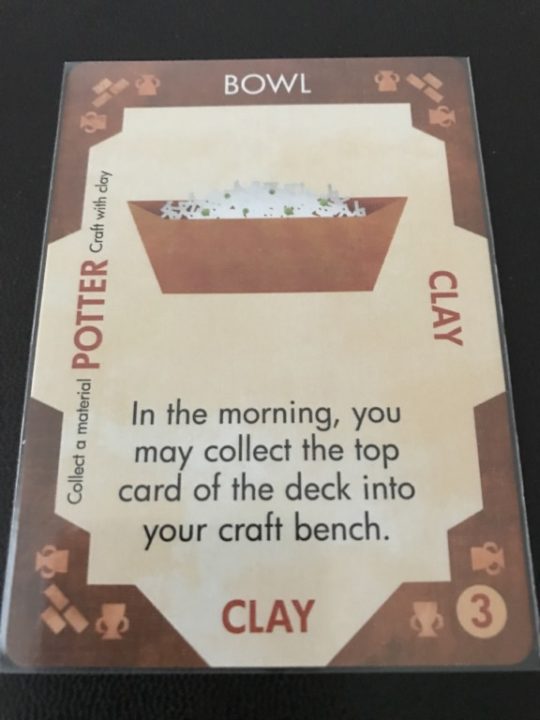 BOWL
Collect a material POTTER Craft with clay
CLAY
In the morning, you
may collect the top
card of the deck into
your craft bench.
CLAY
3